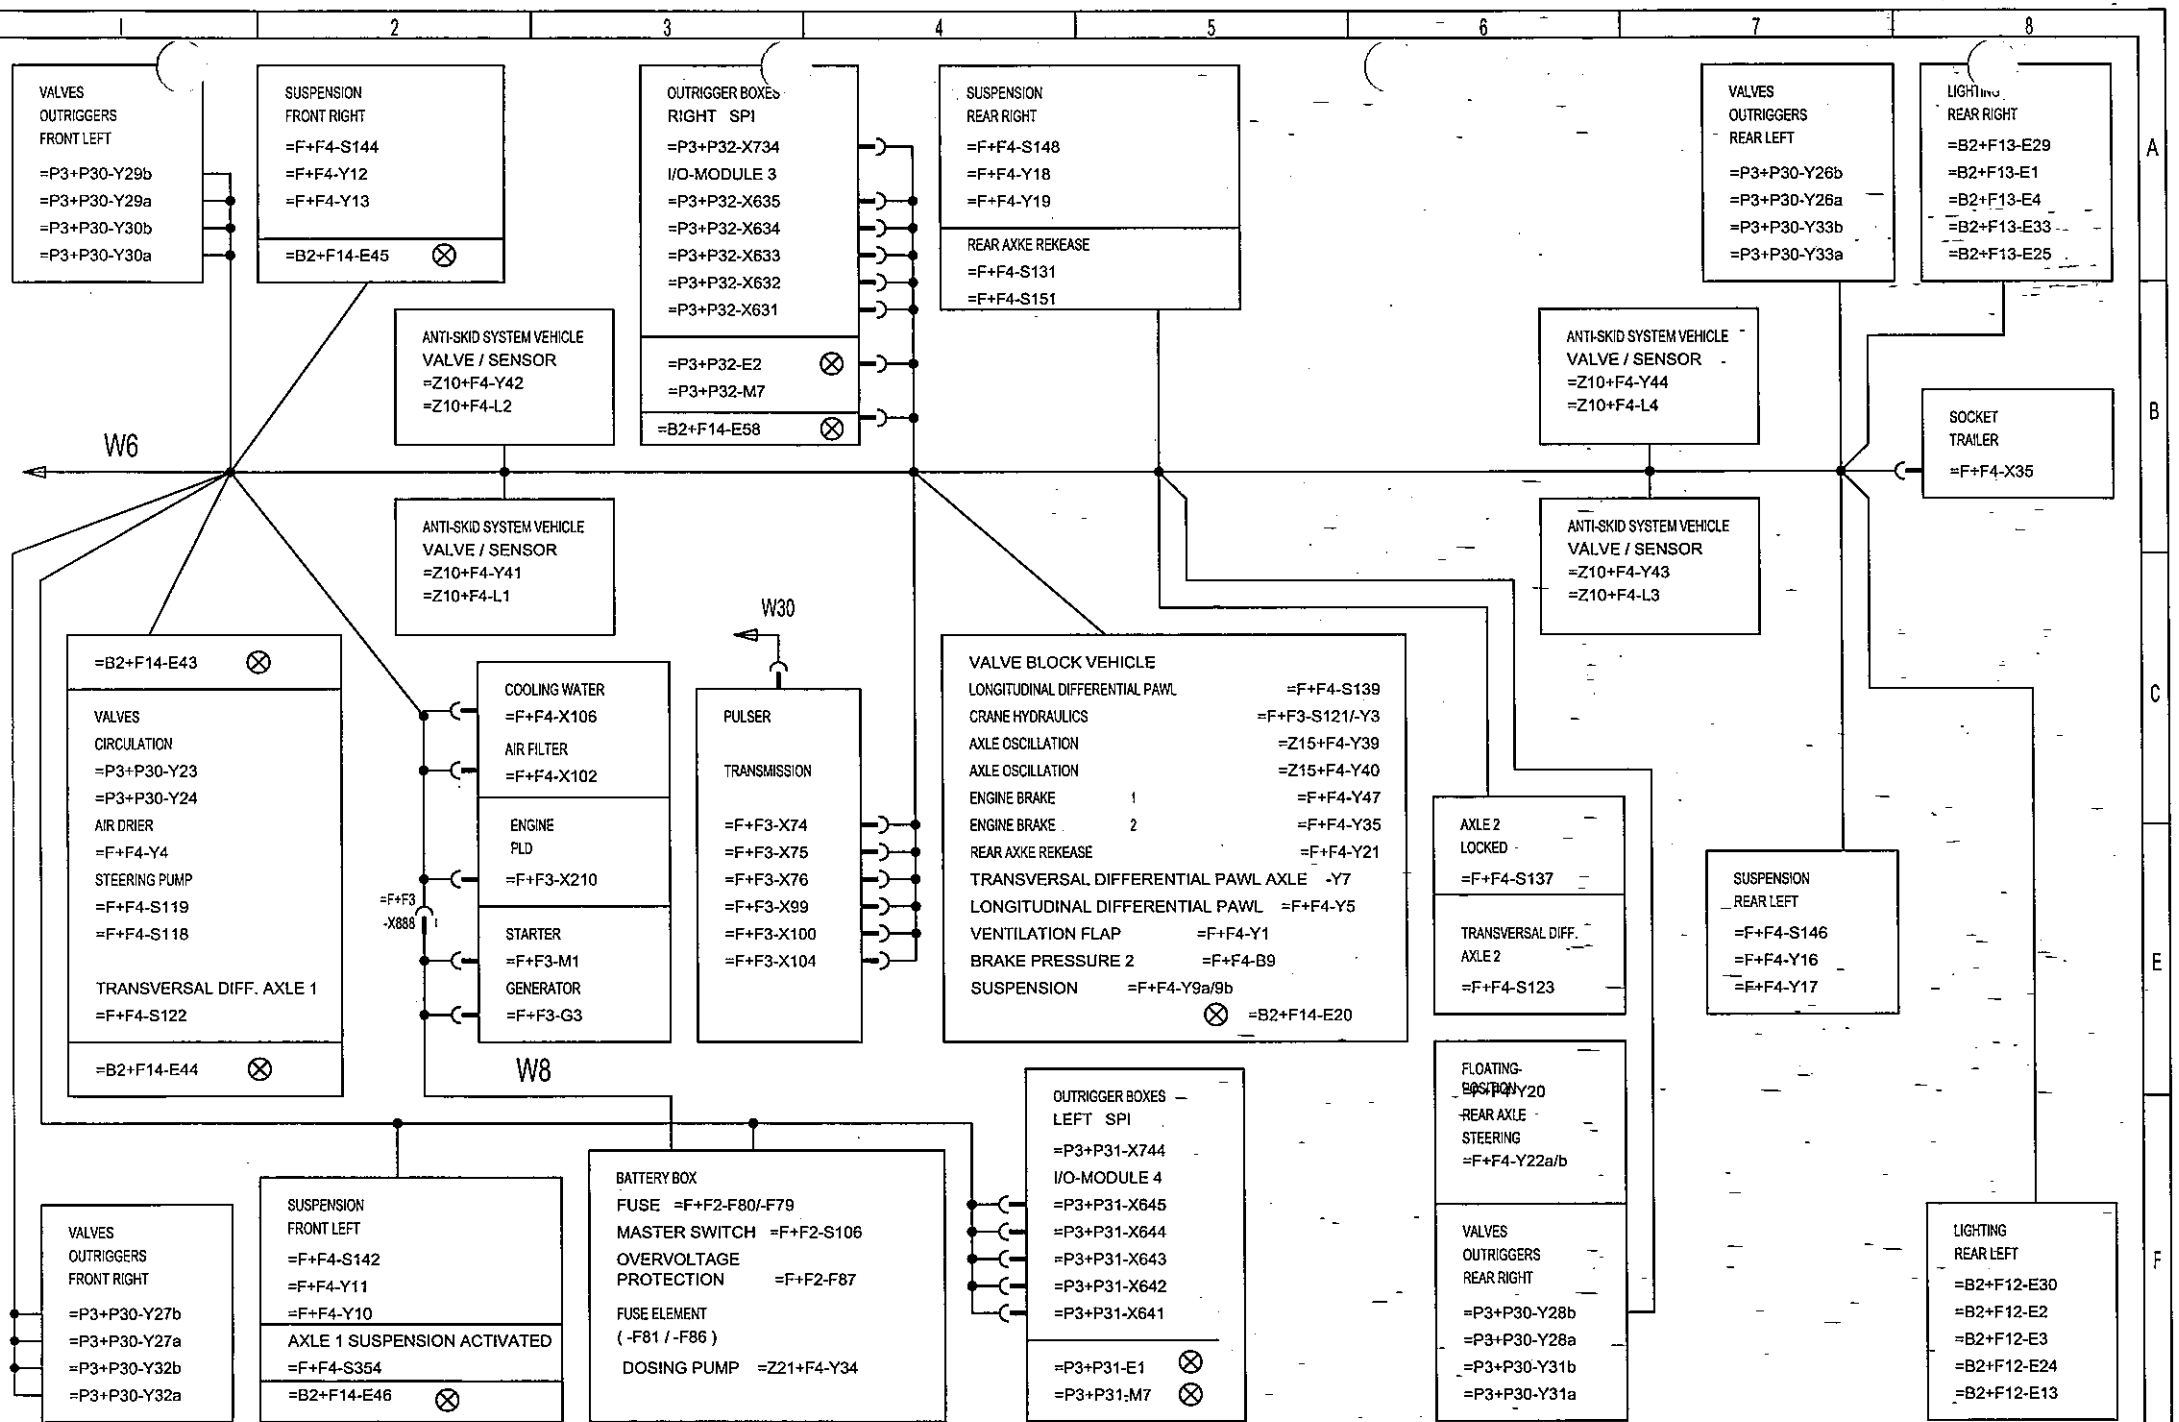 1 2 3 4 5 6 7 8
A
B
C
E
F
VALVES
OUTRIGGERS
FRONT LEFT
=P3+P30-Y29b
=P3+P30-Y29a
=P3+P30-Y30b
=P3+P30-Y30a
SUSPENSION
FRONT RIGHT
=F+F4-S144
=F+F4-Y12
=F+F4-Y13
=B2+F14-E45
OUTRIGGER BOXES
RIGHT SPI
=P3+P32-X734
I/O-MODULE 3
=P3+P32-X635
=P3+P32-X634
=P3+P32-X633
=P3+P32-X632
=P3+P32-X631
=P3+P32-E2
=P3+P32-M7
=B2+F14-E58
SUSPENSION
REAR RIGHT
=F+F4-S148
=F+F4-Y18
=F+F4-Y19
REAR AXKE REKEASE
=F+F4-S131
=F+F4-S151
VALVES
OUTRIGGERS
REAR LEFT
=P3+P30-Y26b
=P3+P30-Y26a
=P3+P30-Y33b
=P3+P30-Y33a
LIGHTING
REAR RIGHT
=B2+F13-E29
=B2+F13-E1
=B2+F13-E4
=B2+F13-E33
=B2+F13-E25
ANTI-SKID SYSTEM VEHICLE
VALVE / SENSOR
=Z10+F4-Y42
=Z10+F4-L2
ANTI-SKID SYSTEM VEHICLE
VALVE / SENSOR
=Z10+F4-Y44
=Z10+F4-L4
SOCKET
TRAILER
=F+F4-X35
W6
ANTI-SKID SYSTEM VEHICLE
VALVE / SENSOR
=Z10+F4-Y41
=Z10+F4-L1
ANTI-SKID SYSTEM VEHICLE
VALVE / SENSOR
=Z10+F4-Y43
=Z10+F4-L3
W30
=B2+F14-E43
VALVES
CIRCULATION
=P3+P30-Y23
=P3+P30-Y24
AIR DRIER
=F+F4-Y4
STEERING PUMP
=F+F4-S119
=F+F4-S118
TRANSVERSAL DIFF. AXLE 1
=F+F4-S122
=B2+F14-E44
COOLING WATER
=F+F4-X106
AIR FILTER
=F+F4-X102
ENGINE
PLD
=F+F3-X210
=F+F3
-X888 1
STARTER
=F+F3-M1
GENERATOR
=F+F3-G3
W8
PULSER
TRANSMISSION
=F+F3-X74
=F+F3-X75
=F+F3-X76
=F+F3-X99
=F+F3-X100
=F+F3-X104
VALVE BLOCK VEHICLE
LONGITUDINAL DIFFERENTIAL PAWL =F+F4-S139
CRANE HYDRAULICS =F+F3-S121/-Y3
AXLE OSCILLATION =Z15+F4-Y39
AXLE OSCILLATION =Z15+F4-Y40
ENGINE BRAKE 1 =F+F4-Y47
ENGINE BRAKE 2 =F+F4-Y35
REAR AXKE REKEASE =F+F4-Y21
TRANSVERSAL DIFFERENTIAL PAWL AXLE -Y7
LONGITUDINAL DIFFERENTIAL PAWL =F+F4-Y5
VENTILATION FLAP =F+F4-Y1
BRAKE PRESSURE 2 =F+F4-B9
SUSPENSION =F+F4-Y9a/9b
=B2+F14-E20
AXLE 2
LOCKED
=F+F4-S137
TRANSVERSAL DIFF.
AXLE 2
=F+F4-S123
SUSPENSION
REAR LEFT
=F+F4-S146
=F+F4-Y16
=F+F4-Y17
FLOATING-
POSITION
=F+F4-Y20
REAR AXLE
STEERING
=F+F4-Y22a/b
VALVES
OUTRIGGERS
REAR RIGHT
=P3+P30-Y28b
=P3+P30-Y28a
=P3+P30-Y31b
=P3+P30-Y31a
VALVES
OUTRIGGERS
FRONT RIGHT
=P3+P30-Y27b
=P3+P30-Y27a
=P3+P30-Y32b
=P3+P30-Y32a
SUSPENSION
FRONT LEFT
=F+F4-S142
=F+F4-Y11
=F+F4-Y10
AXLE 1 SUSPENSION ACTIVATED
=F+F4-S354
=B2+F14-E46
BATTERY BOX
FUSE =F+F2-F80/-F79
MASTER SWITCH =F+F2-S106
OVERVOLTAGE
PROTECTION =F+F2-F87
FUSE ELEMENT
( -F81 / -F86 )
DOSING PUMP =Z21+F4-Y34
OUTRIGGER BOXES
LEFT SPI
=P3+P31-X744
I/O-MODULE 4
=P3+P31-X645
=P3+P31-X644
=P3+P31-X643
=P3+P31-X642
=P3+P31-X641
=P3+P31-E1
=P3+P31-M7
LIGHTING
REAR LEFT
=B2+F12-E30
=B2+F12-E2
=B2+F12-E3
=B2+F12-E24
=B2+F12-E13